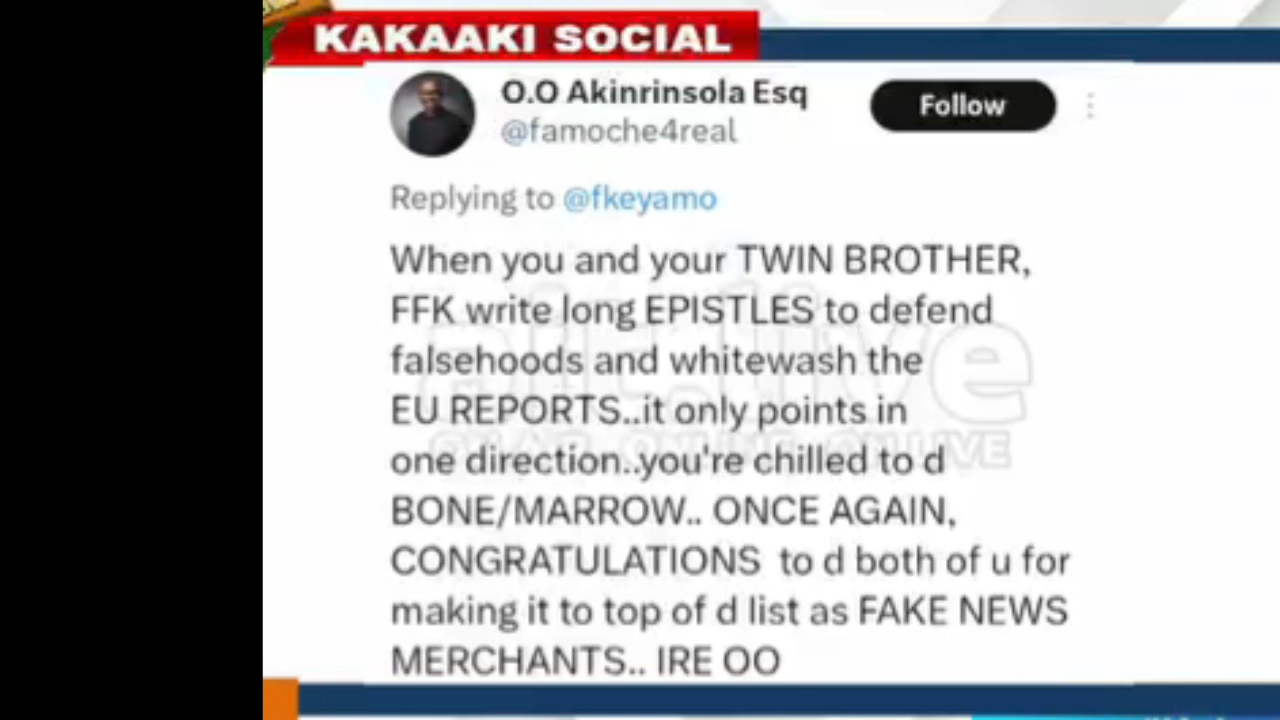 KAKAAKI SOCIAL
O.O Akinrinsola Esq
@famoche4real
Follow
Replying to @fkeyamo
When you and your TWIN BROTHER,
FFK write long EPISTLES to defend
falsehoods and whitewash the
EU REPORTS..it only points in
one direction..you're chilled to d
BONE/MARROW.. ONCE AGAIN,
CONGRATULATIONS to d both of u for
making it to top of d list as FAKE NEWS
MERCHANTS.. IRE OO